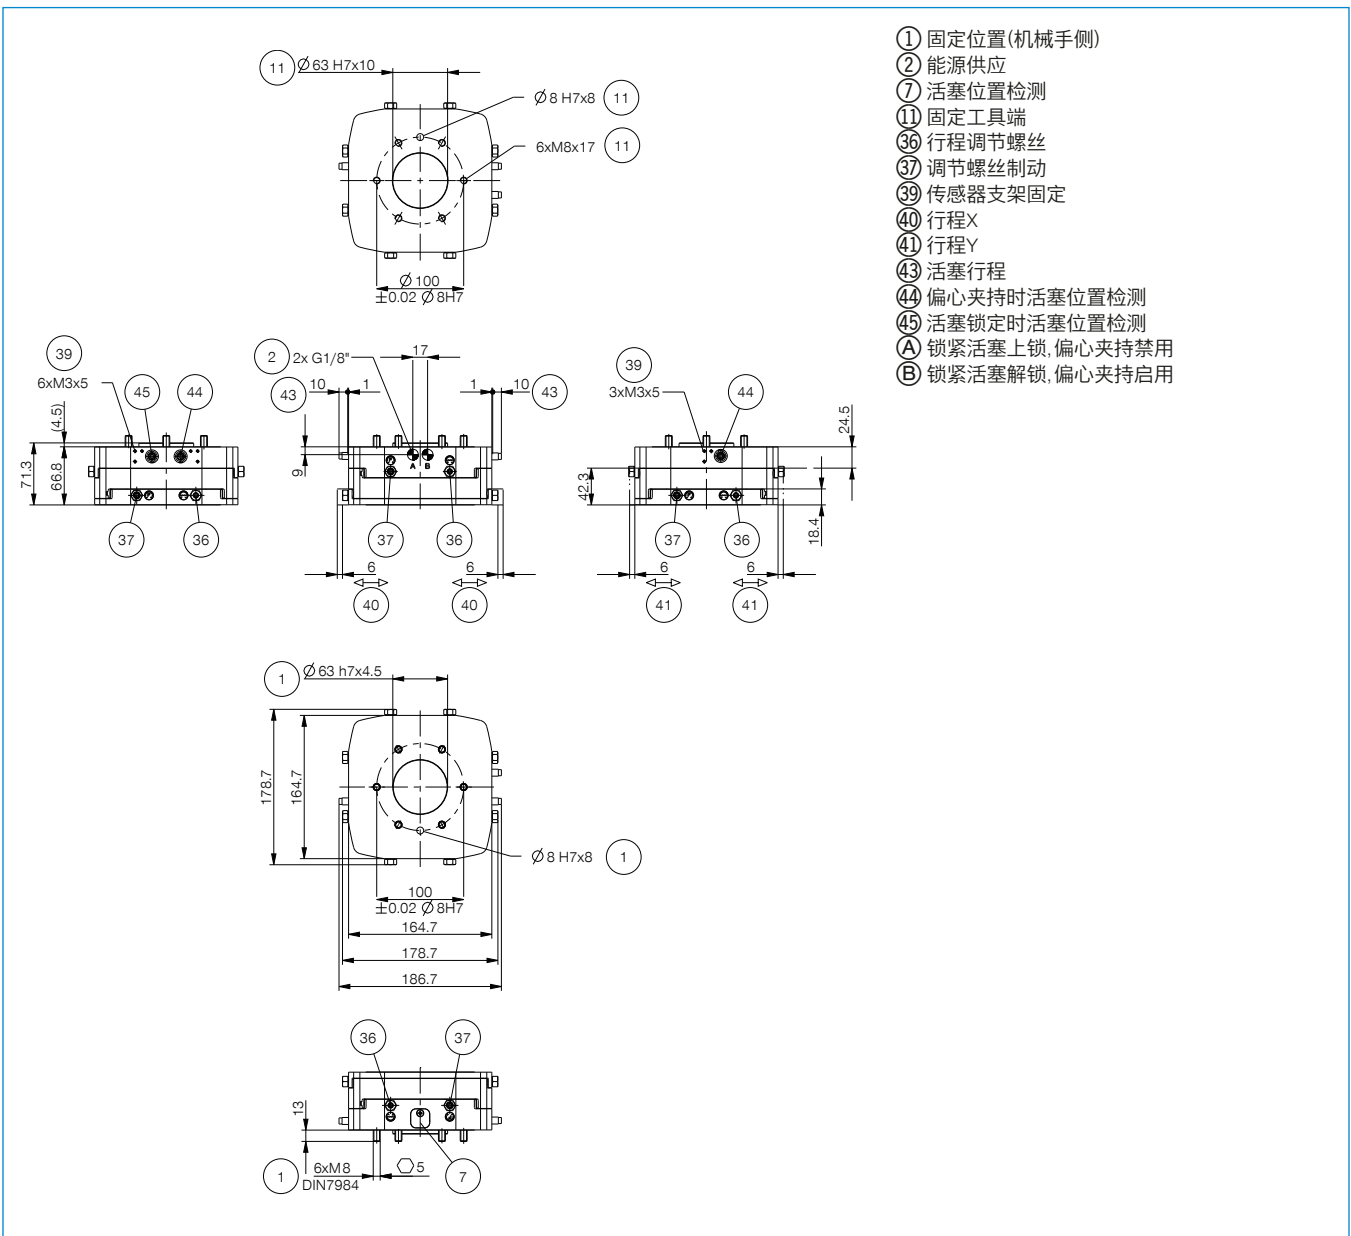 ① 固定位置(机械手侧)
② 能源供应
⑦ 活塞位置检测
⑪ 固定工具端
㊱ 行程调节螺丝
㊲ 调节螺丝制动
㊴ 传感器支架固定
㊵ 行程X
㊶ 行程Y
㊸ 活塞行程
㊹ 偏心夹持时活塞位置检测
㊺ 活塞锁定时活塞位置检测
Ⓐ 锁紧活塞上锁,偏心夹持禁用
Ⓑ 锁紧活塞解锁,偏心夹持启用
11 Ø 63 H7x10
Ø 8 H7x8 11
6xM8x17 11
Ø 100
±0.02 Ø 8H7
39
6xM3x5
45 44
(4.5)
71.3
66.8
37 36
2 2x G1/8"
17
43 10 1
1 10 43
9
A B
37 36
6 6
40 40
39
3xM3x5
44
24.5
42.3
18.4
37 36
6 6
41 41
1 Ø 63 h7x4.5
178.7
164.7
Ø 8 H7x8 1
100
±0.02 Ø 8H7
164.7
178.7
186.7
36 37
13
1 6xM8
DIN7984
5
7